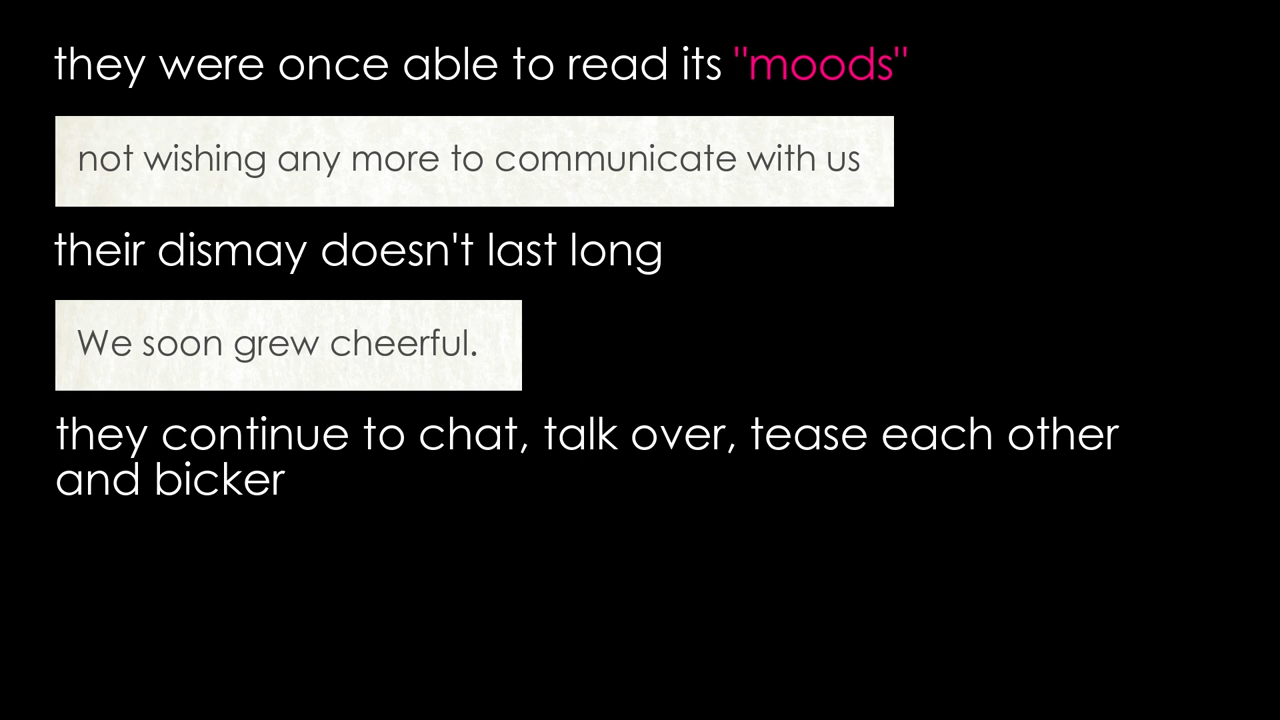 they were once able to read its "moods"
not wishing any more to communicate with us
their dismay doesn't last long
We soon grew cheerful.
they continue to chat, talk over, tease each other
and bicker